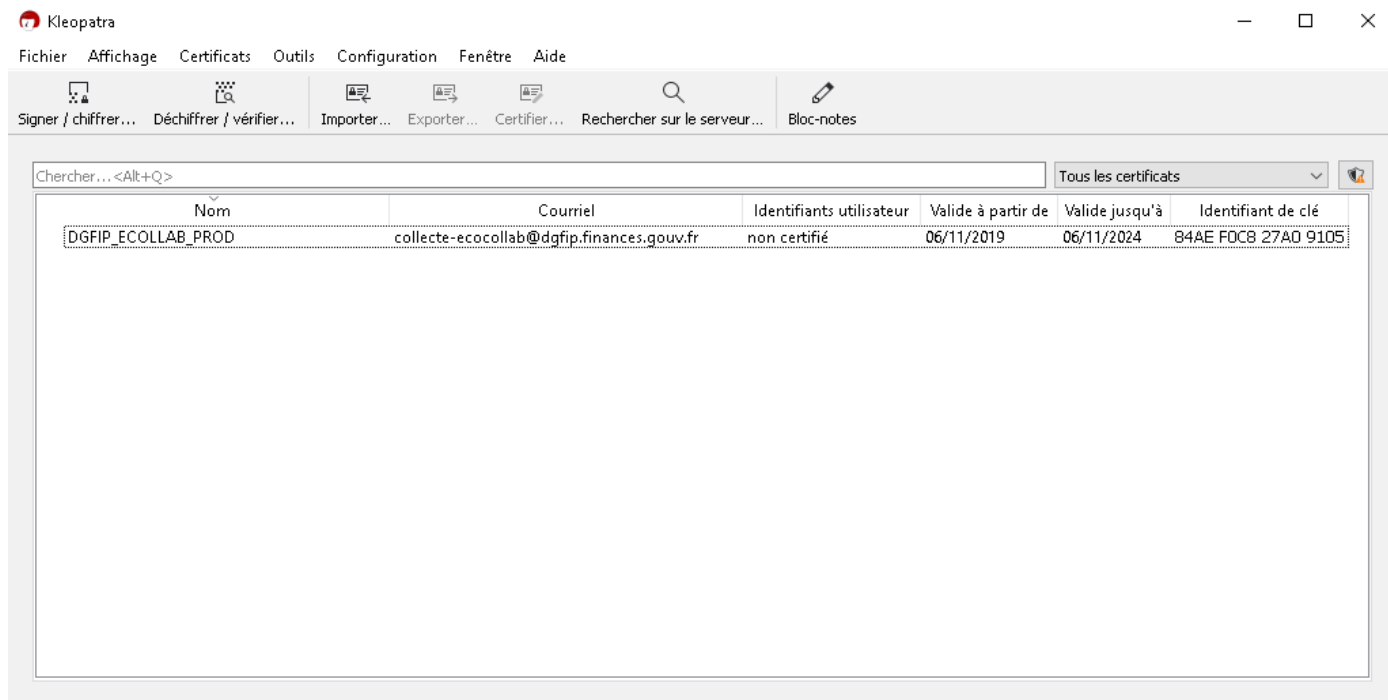 Kleopatra
Fichier Affichage Certificats Outils Configuration Fenêtre Aide
Signer / chiffrer... Déchiffrer / vérifier... Importer... Exporter... Certifier... Rechercher sur le serveur... Bloc-notes
Chercher...<Alt+Q> Tous les certificats
Nom Courriel Identifiants utilisateur Valide à partir de Valide jusqu'à Identifiant de clé
DGFIP_ECOLLAB_PROD collecte-ecocollab@dgfip.finances.gouv.fr non certifié 06/11/2019 06/11/2024 84AE F0C8 27A0 9105